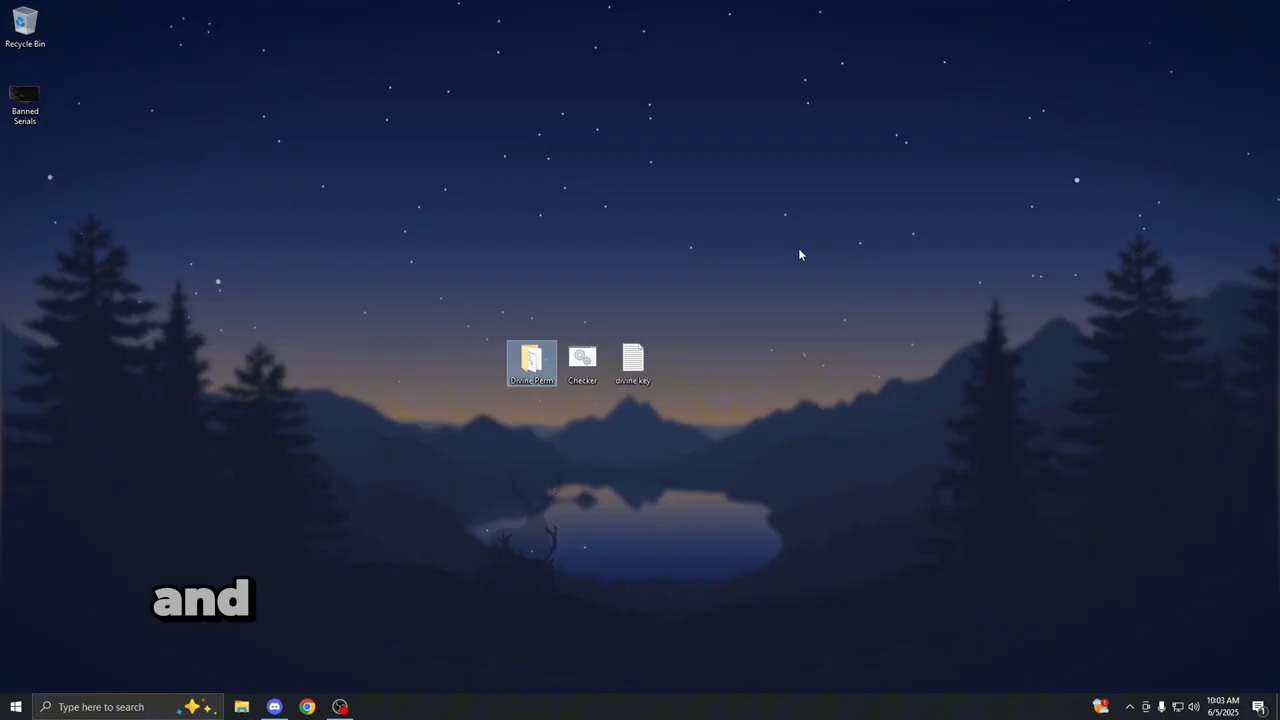 Recycle Bin
Banned
Serials
Divine Perm
Checker
divine key
and
Type here to search
10:03 AM
6/5/2025